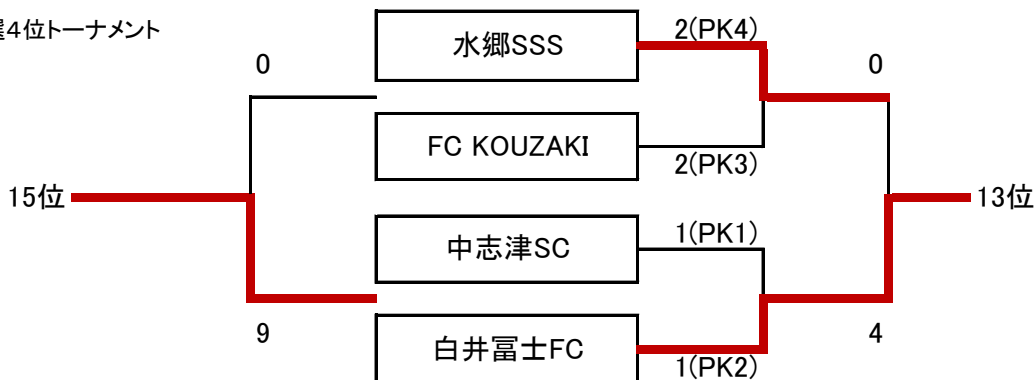 4位トーナメント
水郷SSS
2(PK4)
0
0
FC KOUZAKI
2(PK3)
15位
13位
中志津SC
1(PK1)
9
4
白井冨士FC
1(PK2)